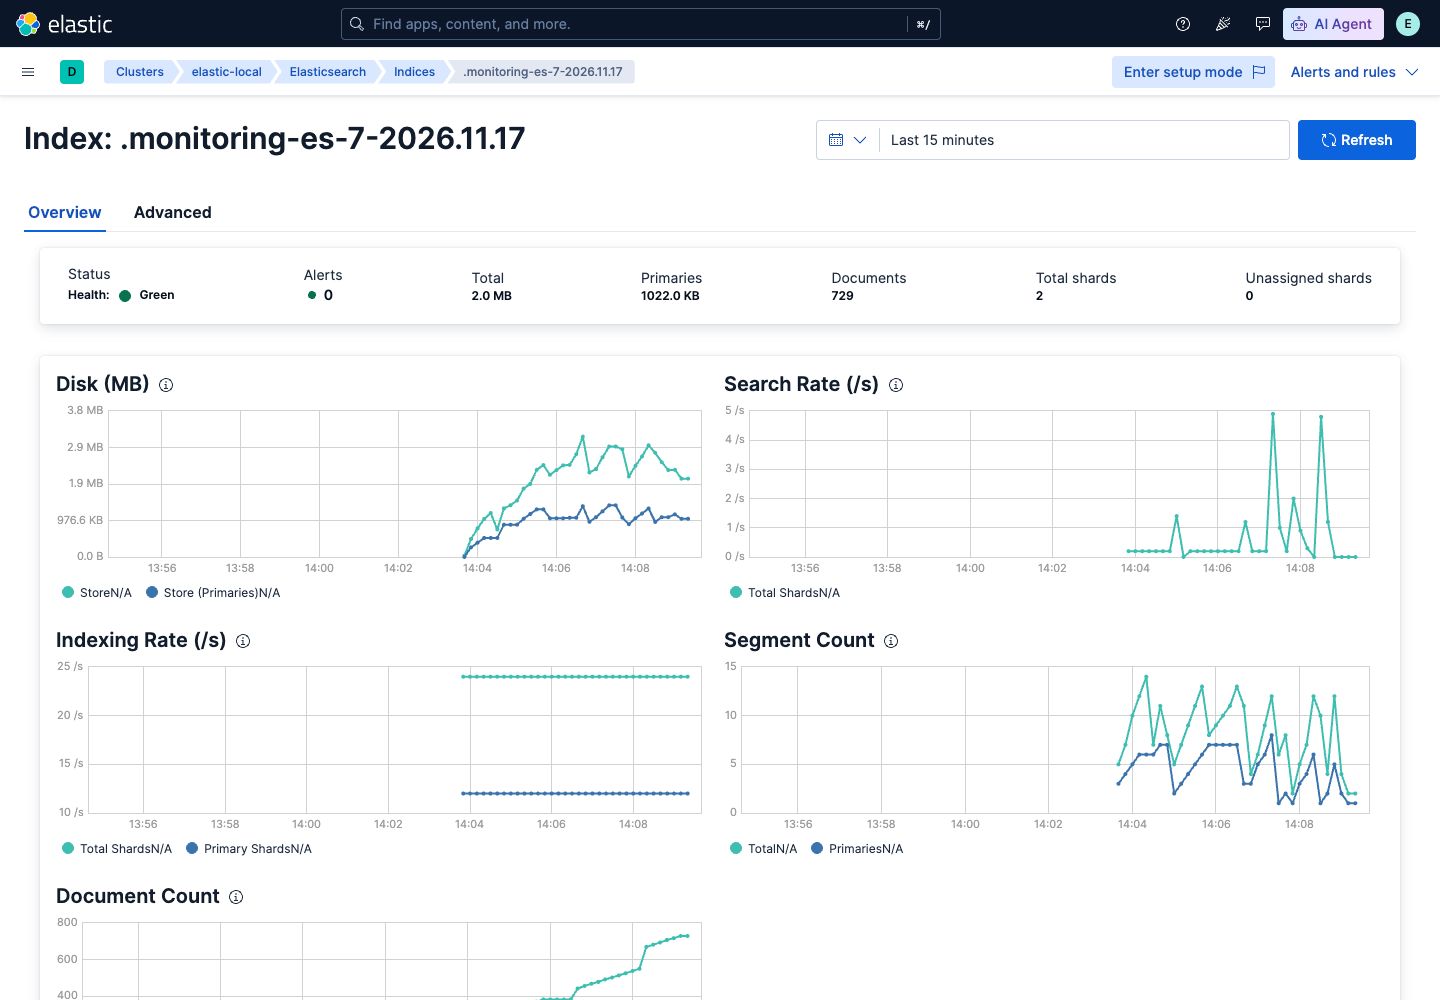 elastic
Find apps, content, and more.
⌘/
AI Agent
E
D
Clusters
elastic-local
Elasticsearch
Indices
.monitoring-es-7-2026.11.17
Enter setup mode
Alerts and rules
Index: .monitoring-es-7-2026.11.17
Last 15 minutes
Refresh
Overview
Advanced
Status
Health: Green
Alerts
0
Total
2.0 MB
Primaries
1022.0 KB
Documents
729
Total shards
2
Unassigned shards
0
Disk (MB)
3.8 MB
2.9 MB
1.9 MB
976.6 KB
0.0 B
13:56 13:58 14:00 14:02 14:04 14:06 14:08
StoreN/A Store (Primaries)N/A
Search Rate (/s)
5 /s
4 /s
3 /s
2 /s
1 /s
0 /s
13:56 13:58 14:00 14:02 14:04 14:06 14:08
Total ShardsN/A
Indexing Rate (/s)
25 /s
20 /s
15 /s
10 /s
13:56 13:58 14:00 14:02 14:04 14:06 14:08
Total ShardsN/A Primary ShardsN/A
Segment Count
15
10
5
0
13:56 13:58 14:00 14:02 14:04 14:06 14:08
TotalN/A PrimariesN/A
Document Count
800
600
400